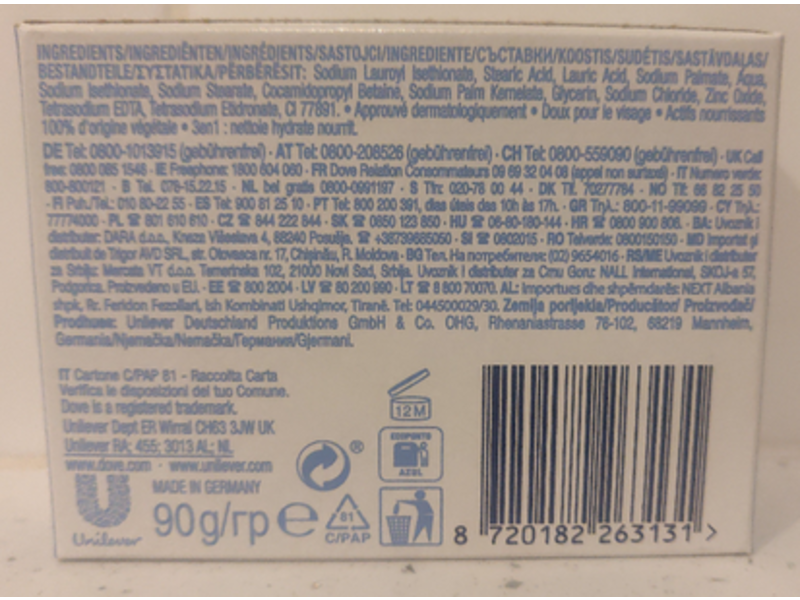 INGREDIENTS/INGREDIËNTEN/INGRÉDIENTS/SASTOJCI/INGREDIENTE/СЪСТАВКИ/KOOSTIS/SUDĖTIS/SASTĀVDAĻAS/
BESTANDTEILE/ΣΥΣΤΑΤΙΚΑ/PËRBËRËSIT: Sodium Lauroyl Isethionate, Stearic Acid, Lauric Acid, Sodium Palmate, Aqua,
Sodium Isethionate, Sodium Stearate, Cocamidopropyl Betaine, Sodium Palm Kernelate, Glycerin, Sodium Chloride, Zinc Oxide,
Tetrasodium EDTA, Tetrasodium Etidronate, CI 77891. • Approuvé dermatologiquement • Doux pour le visage • Actifs nourrissants
100% d'origine végétale • 3en1 : nettoie hydrate nourrit.
DE Tel: 0800-1013915 (gebührenfrei) · AT Tel: 0800-208526 (gebührenfrei) · CH Tel: 0800-559090 (gebührenfrei) · UK Call
free: 0800 085 1548 · IE Freephone: 1800 604 060 · FR Dove Relation Consommateurs 09 69 32 04 08 (appel non surtaxé) · IT Numero verde:
800-800121 · B Tel. 078-15.22.15 · NL bel gratis 0800-0991197 · S Tfn: 020-78 00 44 · DK Tlf. 70277764 · NO Tlf: 66 82 25 50
· FI Puh./Tel.: 010 80-22 55 · ES Tel: 900 81 25 10 · PT Tel: 800 200 391, dias úteis das 10h às 17h. · GR Τηλ.: 800-11-99099 · CY Τηλ.:
77774000 · PL ☎ 801 610 610 · CZ ☎ 844 222 844 · SK ☎ 0850 123 850 · HU ☎ 06-80-180-144 · HR ☎ 0800 900 806. · BA: Uvoznik i
distributer: DARA d.o.o., Kneza Višeslava 4, 88240 Posušje, ☎ +38739685050 · SI ☎ 0802015 · RO Telverde: 0800150150 · MD Importat şi
distribuit de Trigor AVD SRL, str. Otovasca nr. 17, Chişinău, R. Moldova · BG Тел. На потребителя: (02) 9654016 · RS/ME Uvoznik i distributer
za Srbiju: Mercata VT d.o.o. Temerinska 102, 21000 Novi Sad, Srbija. Uvoznik i distributer za Crnu Goru: NALL International, SKOJ-a 57,
Podgorica. Proizvedeno u EU. · EE ☎ 800 2004 · LV ☎ 80 200 990 · LT ☎ 8 800 70070. AL: Importues dhe shpërndarës: NEXT Albania
shpk, Rr. Feridon Fezollari, ish Kombinati Ushqimor, Tiranë. Tel: 044500029/30. Zemlja porijekla/Producător/ Proizvođač/
Prodhues: Unilever Deutschland Produktions GmbH & Co. OHG, Rhenaniastrasse 76-102, 68219 Mannheim,
Germania/Njemačka/Nemačka/Германия/Gjermani.
IT Cartone C/PAP 81 - Raccolta Carta
Verifica le disposizioni del tuo Comune.
Dove is a registered trademark.
Unilever Dept ER Wirral CH63 3JW UK
Unilever RA; 455; 3013 AL; NL
www.dove.com · www.unilever.com
MADE IN GERMANY
Unilever
90g/гр e
81
C/PAP
®
12M
ECOPONTO
AZUL
8 720182 263131 >